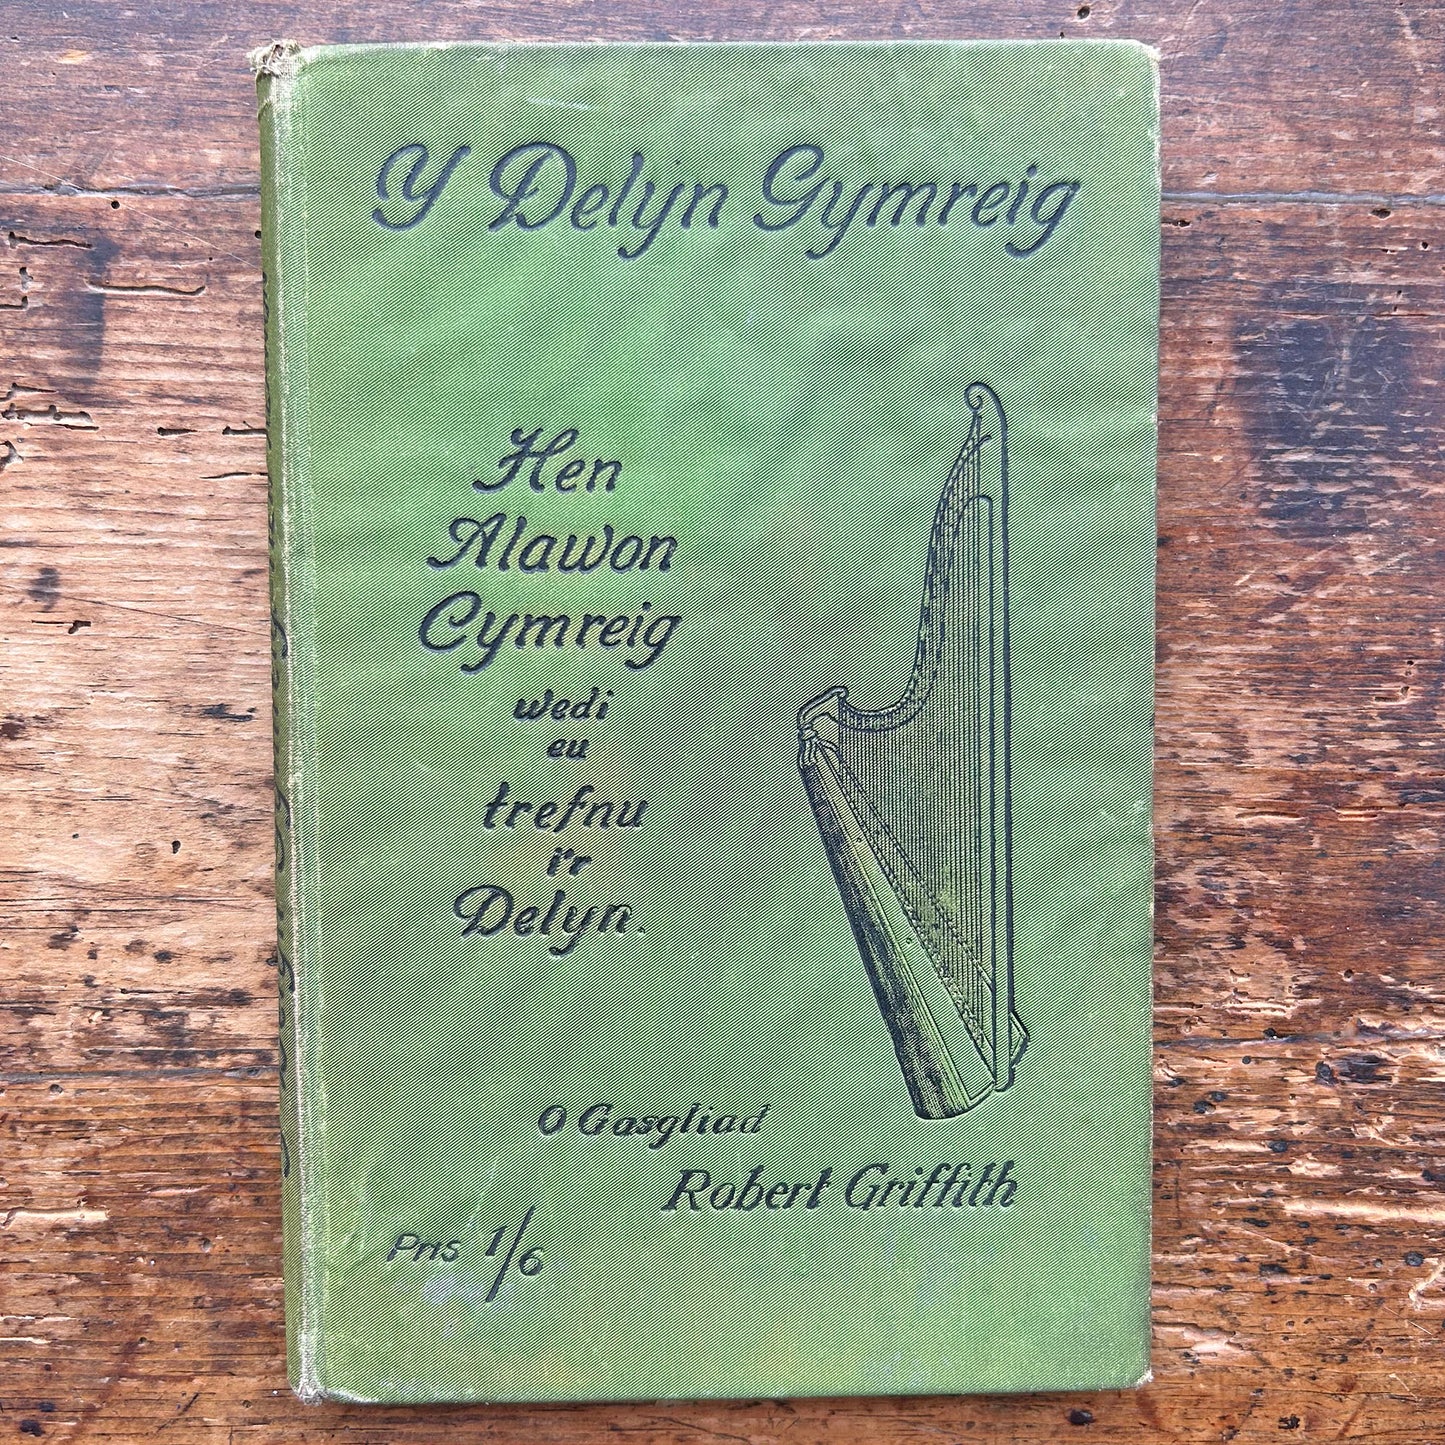 Y Delyn Gymreig
Hen
Alawon
Cymreig
wedi
eu
trefnu
i'r
Delyn.
O Gasgliad
Robert Griffith
Pris 1/6